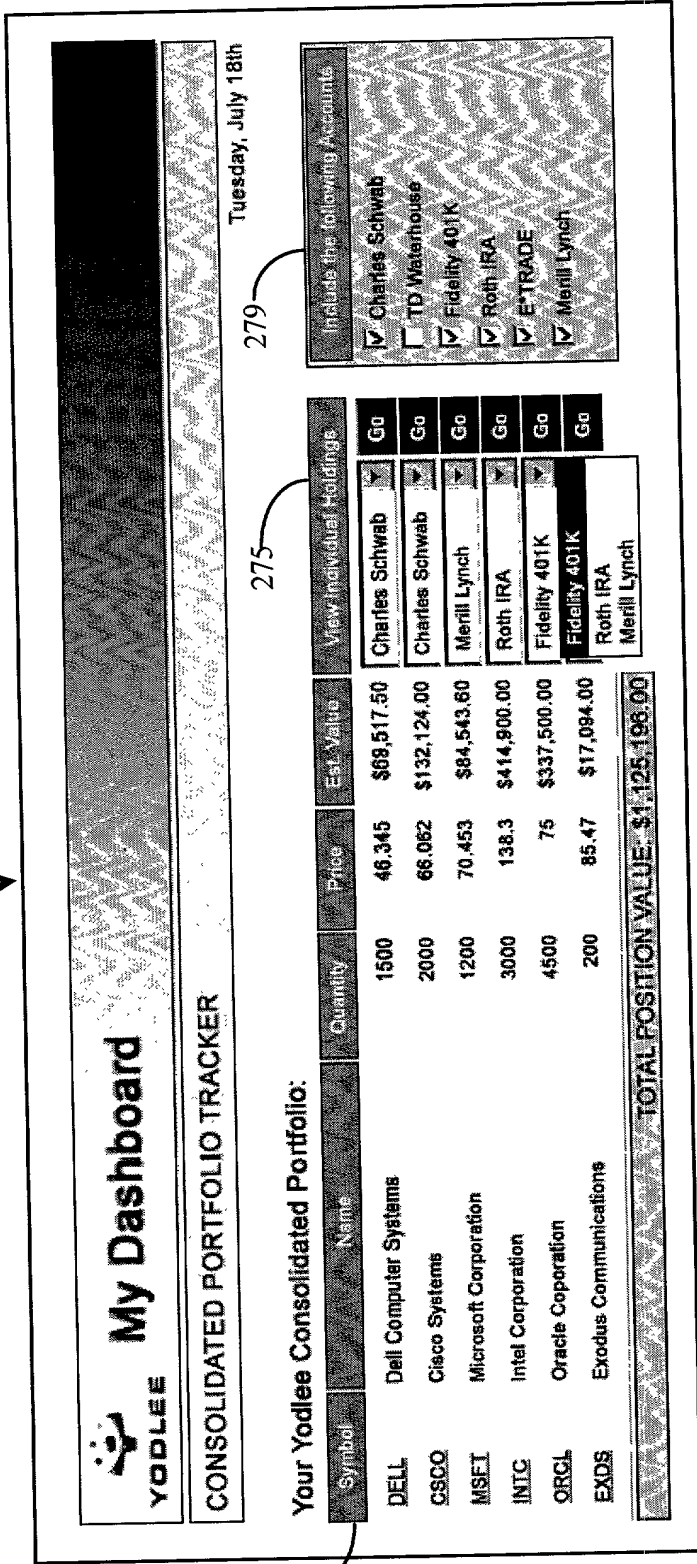 YODLEE My Dashboard
CONSOLIDATED PORTFOLIO TRACKER
Tuesday, July 18th
Your Yodlee Consolidated Portfolio:
275
279
Symbol Name Quantity Price Est. Value View Individual Holdings
DELL Dell Computer Systems 1500 46.345 $69,517.50 Charles Schwab Go
CSCO Cisco Systems 2000 66.062 $132,124.00 Charles Schwab Go
MSFT Microsoft Corporation 1200 70.453 $84,543.60 Merill Lynch Go
INTC Intel Corporation 3000 138.3 $414,900.00 Roth IRA Go
ORCL Oracle Coporation 4500 75 $337,500.00 Fidelity 401K Go
EXDS Exodus Communications 200 85.47 $17,094.00 Fidelity 401K Go
Roth IRA
Merill Lynch
TOTAL POSITION VALUE: $1,125,196.00
Include the following Accounts
Charles Schwab
TD Waterhouse
Fidelity 401K
Roth IRA
E*TRADE
Merill Lynch